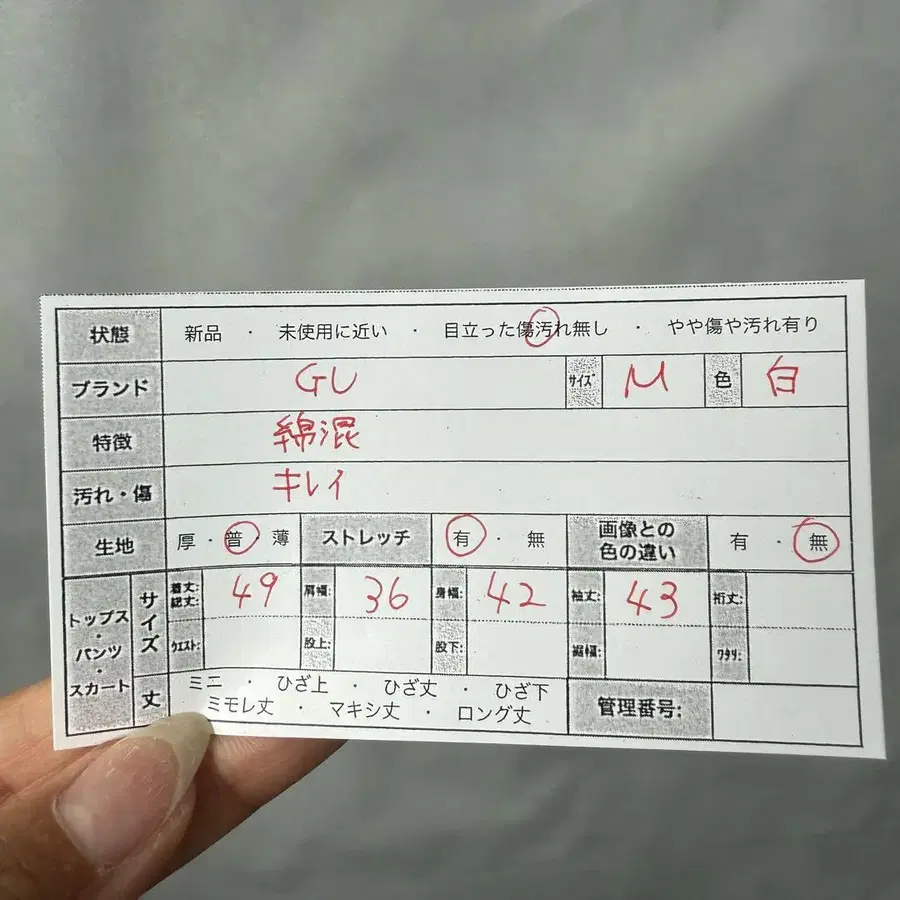 状態 新品 ・ 未使用に近い ・ 目立った傷汚れ無し ・ やや傷や汚れ有り
ブランド GU サイズ M 色 白
特徴 綿混
汚れ・傷 キレイ
生地 厚・普・薄 ストレッチ 有 ・ 無 画像との色の違い 有 ・ 無
トップス・パンツ・スカート サイズ 着丈:総丈: 49 肩幅: 36 身幅: 42 袖丈: 43 裄丈:
ウエスト: 股上: 股下: 裾幅: ワタリ:
丈 ミニ ・ ひざ上 ・ ひざ丈 ・ ひざ下
ミモレ丈 ・ マキシ丈 ・ ロング丈 管理番号: